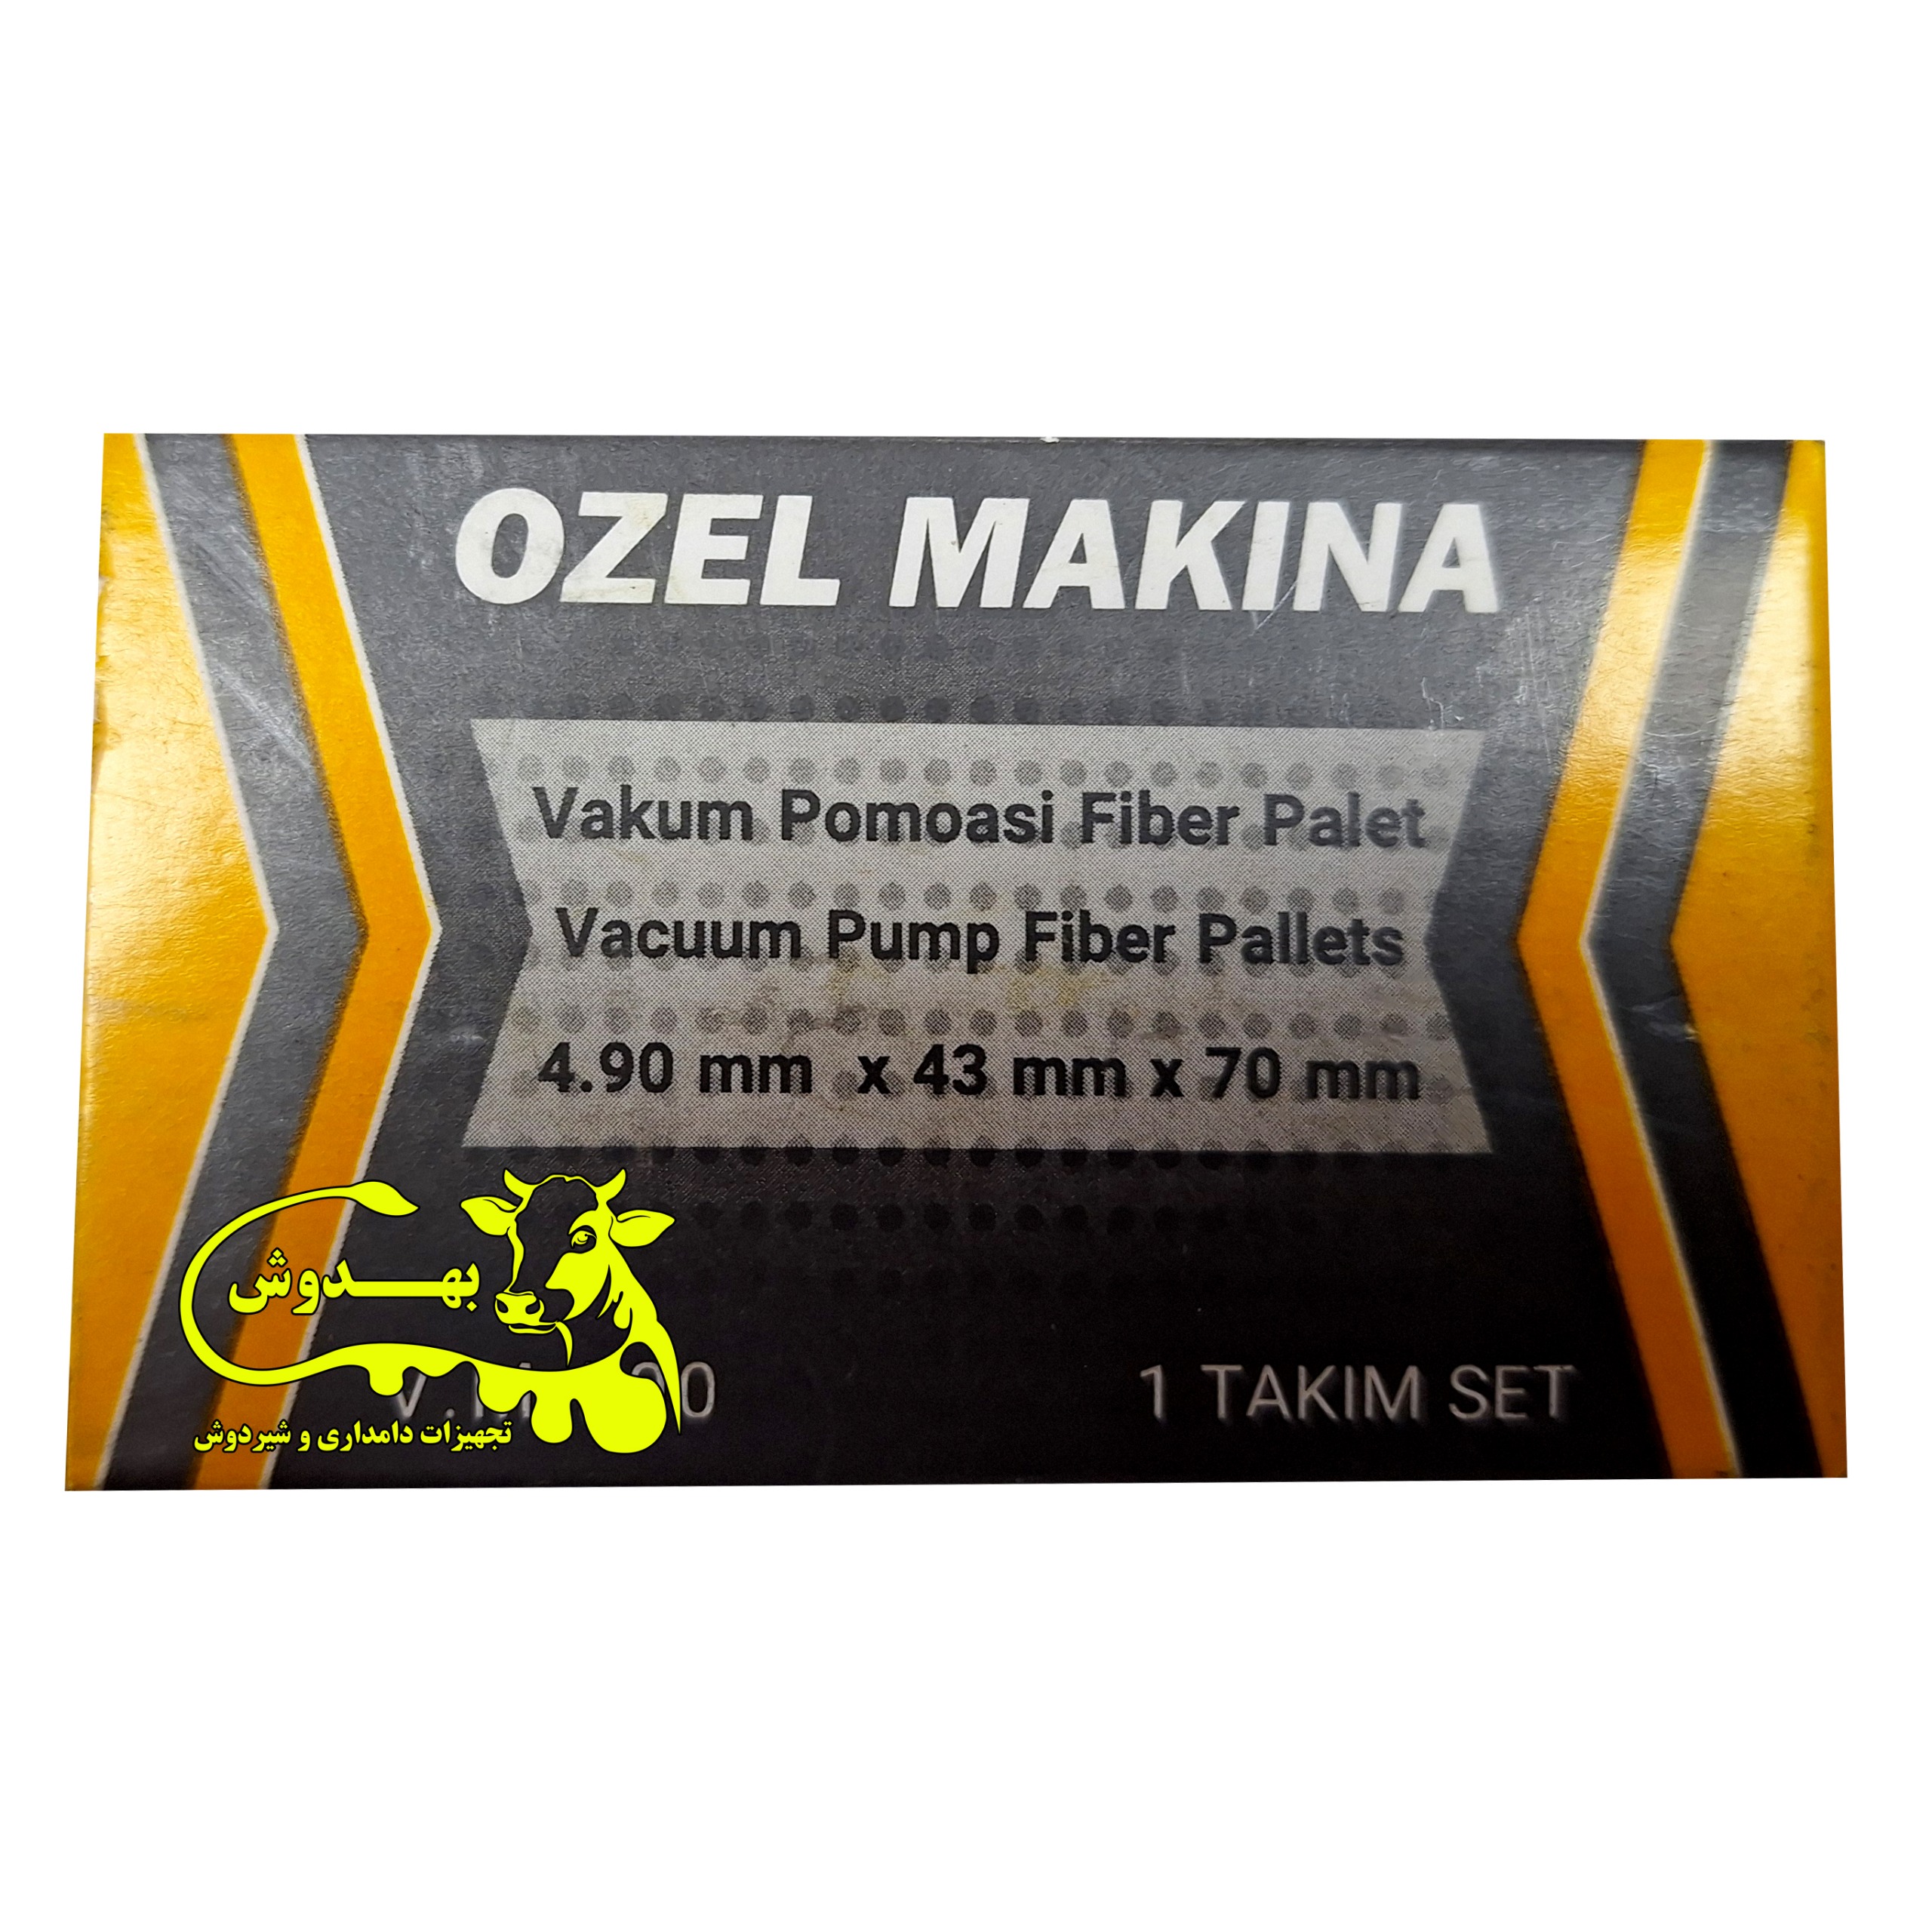 OZEL MAKINA
Vakum Pomoasi Fiber Palet
Vacuum Pump Fiber Pallets
4.90 mm x 43 mm x 70 mm
بهدوش
1 TAKIM SET
تجهیزات دامداری و شیردوش